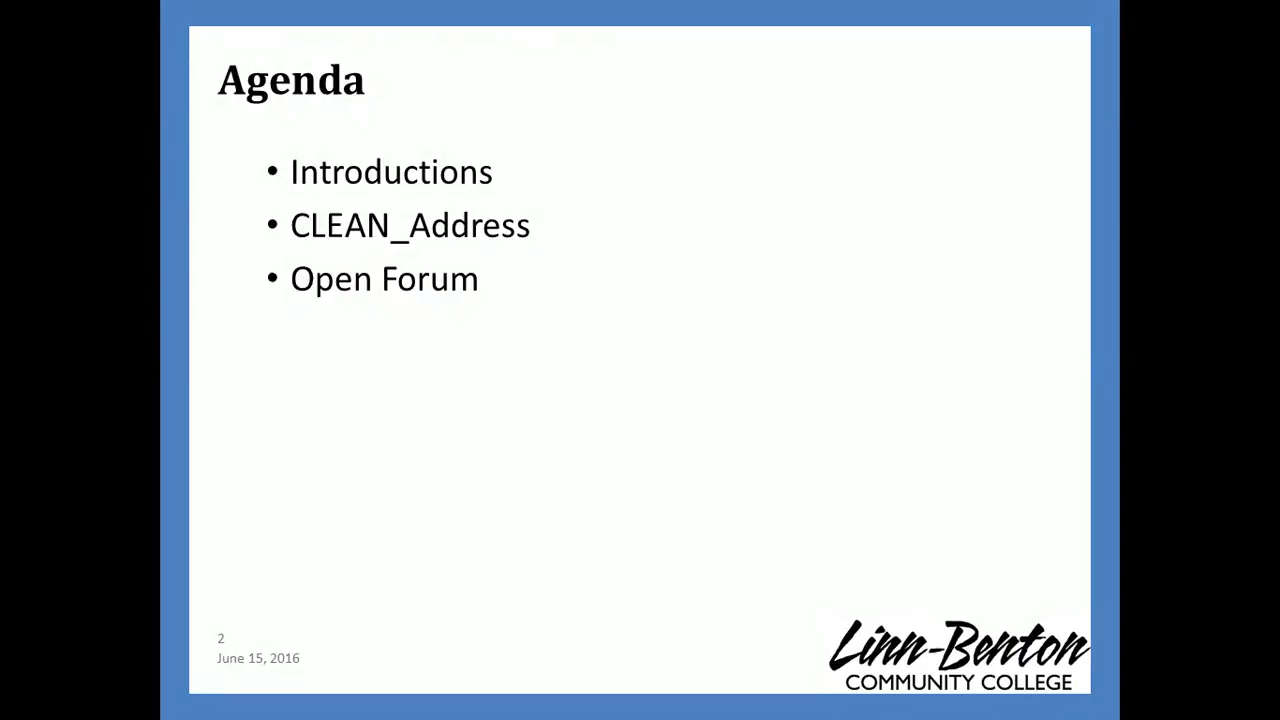 Agenda
• Introductions
• CLEAN_Address
• Open Forum
2
June 15, 2016
Linn-Benton
COMMUNITY COLLEGE